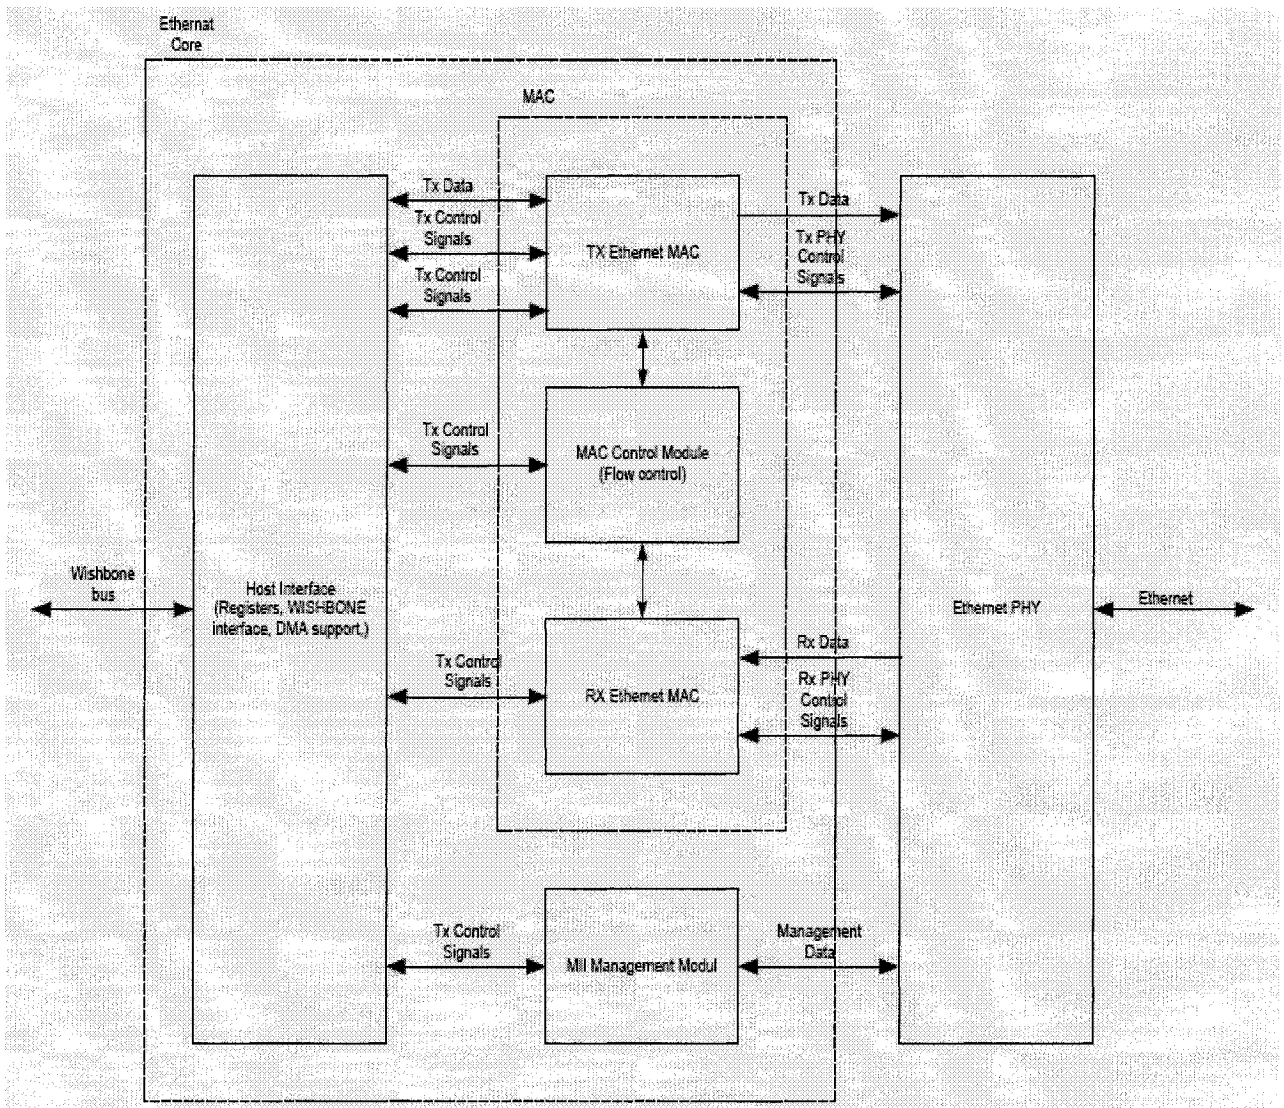 Ethernat
Core
MAC
Tx Data
Tx Control
Signals
Tx Control
Signals
TX Ethernet MAC
Tx Data
Tx PHY
Control
Signals
Tx Control
Signals
MAC Control Module
(Flow control)
Wishbone
bus
Host Interface
(Registers, WISHBONE
interface, DMA support,)
Ethernet PHY
Ethernet
Tx Control
Signals
RX Ethernet MAC
Rx Data
Rx PHY
Control
Signals
Tx Control
Signals
MII Management Modul
Management
Data